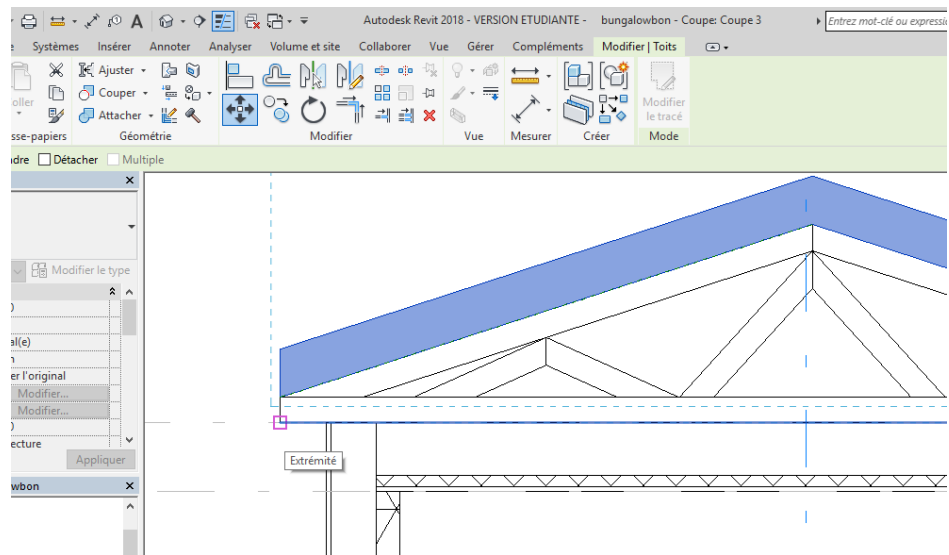 Autodesk Revit 2018 - VERSION ETUDIANTE - bungalowbon - Coupe: Coupe 3
Entrez mot-clé ou expressi
e Systèmes Insérer Annoter Analyser Volume et site Collaborer Vue Gérer Compléments Modifier | Toits
Ajuster
oller
Couper
Attacher
Modifier
le tracé
sse-papiers Géométrie Modifier Vue Mesurer Créer Mode
dre Détacher Multiple
Modifier le type
al(e)
er l'original
Modifier...
Modifier...
ecture
Appliquer
wbon
Extrémité